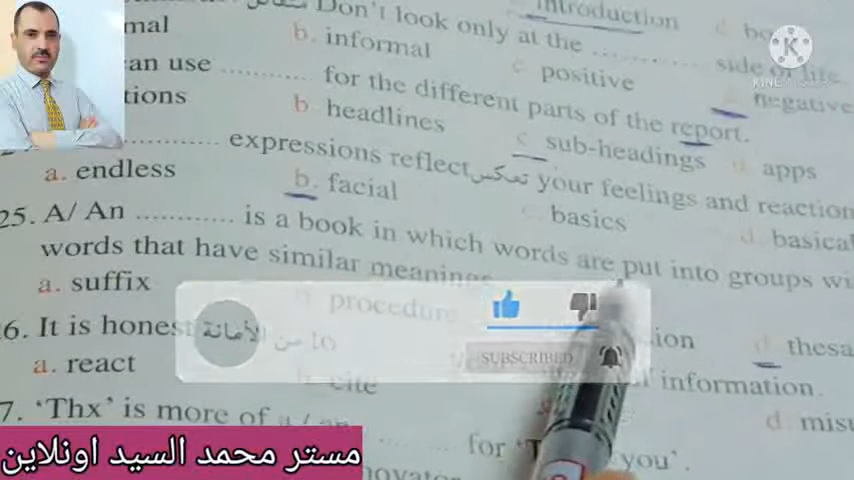 introduction
Don't look only at the ............ side of life.
mal b. informal c. positive negative
an use ............ for the different parts of the report.
tions b. headlines c. sub-headings d. apps
............ expressions reflect تعكس your feelings and reaction
a. endless b. facial c. basics d. basical
25. A/ An ............ is a book in which words are put into groups wi
words that have similar meanings
a. suffix b. procedure ion d. thesa
6. It is honest من الأمانة to information.
a. react b. cite d. misu
7. 'Thx' is more of a / an ............ for you'.
novator
SUBSCRIBED
مستر محمد السيد اونلاين